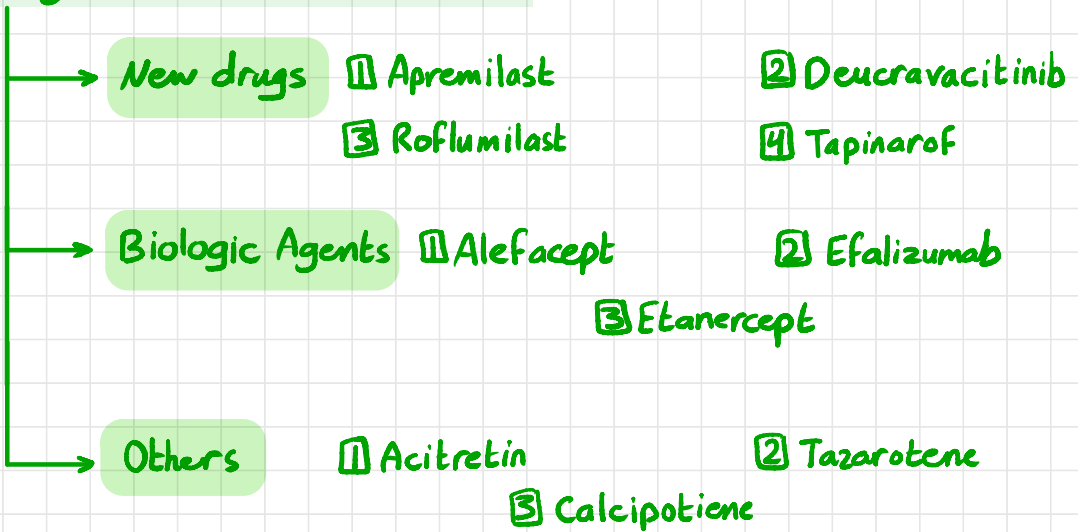 New drugs 1 Apremilast 2 Deucravacitinib
3 Roflumilast 4 Tapinarof
Biologic Agents 1 Alefacept 2 Efalizumab
3 Etanercept
Others 1 Acitretin 2 Tazarotene
3 Calcipotiene